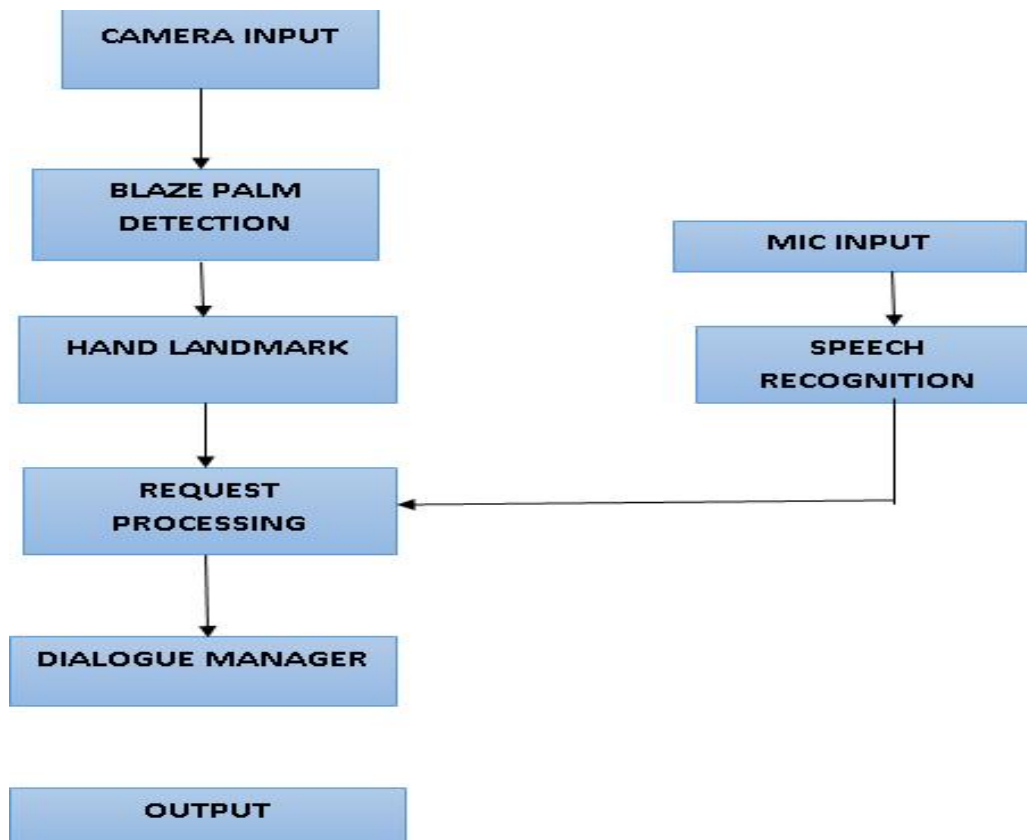 CAMERA INPUT
BLAZE PALM
DETECTION
HAND LANDMARK
REQUEST
PROCESSING
DIALOGUE MANAGER
OUTPUT
MIC INPUT
SPEECH
RECOGNITION